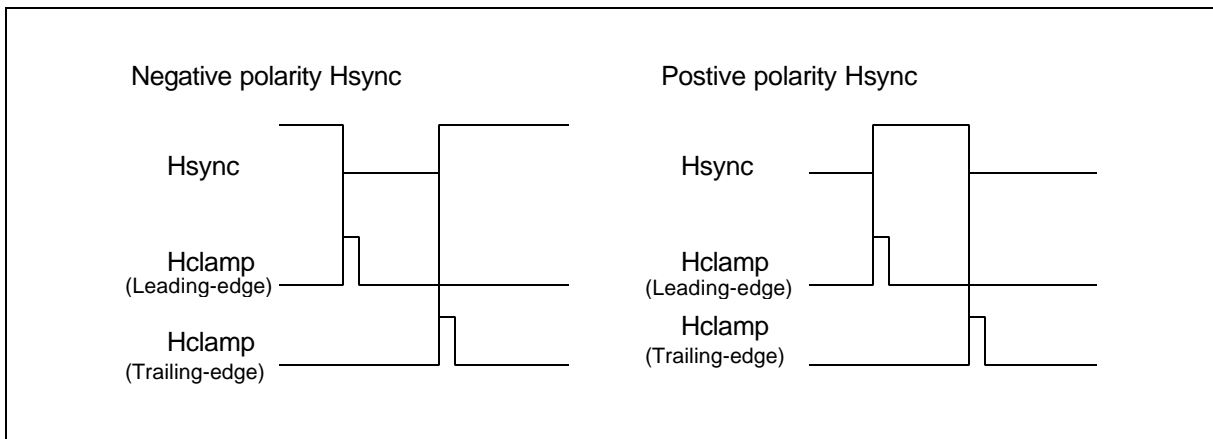 Negative polarity Hsync
Hsync
Hclamp
(Leading-edge)
Hclamp
(Trailing-edge)
Postive polarity Hsync
Hsync
Hclamp
(Leading-edge)
Hclamp
(Trailing-edge)